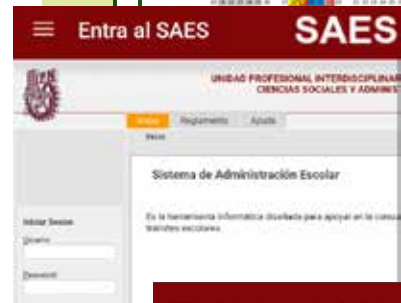 Entra al SAES
SAES
UNIDAD PROFESIONAL INTERDISCIPLINAR
CIENCIAS SOCIALES Y ADMINIST
Inicio Reglamento Ayuda
Inicio
Sistema de Administración Escolar
Es la herramienta informática diseñada para apoyar en la consu
trámites escolares.
Iniciar Sesión
Usuario
Password